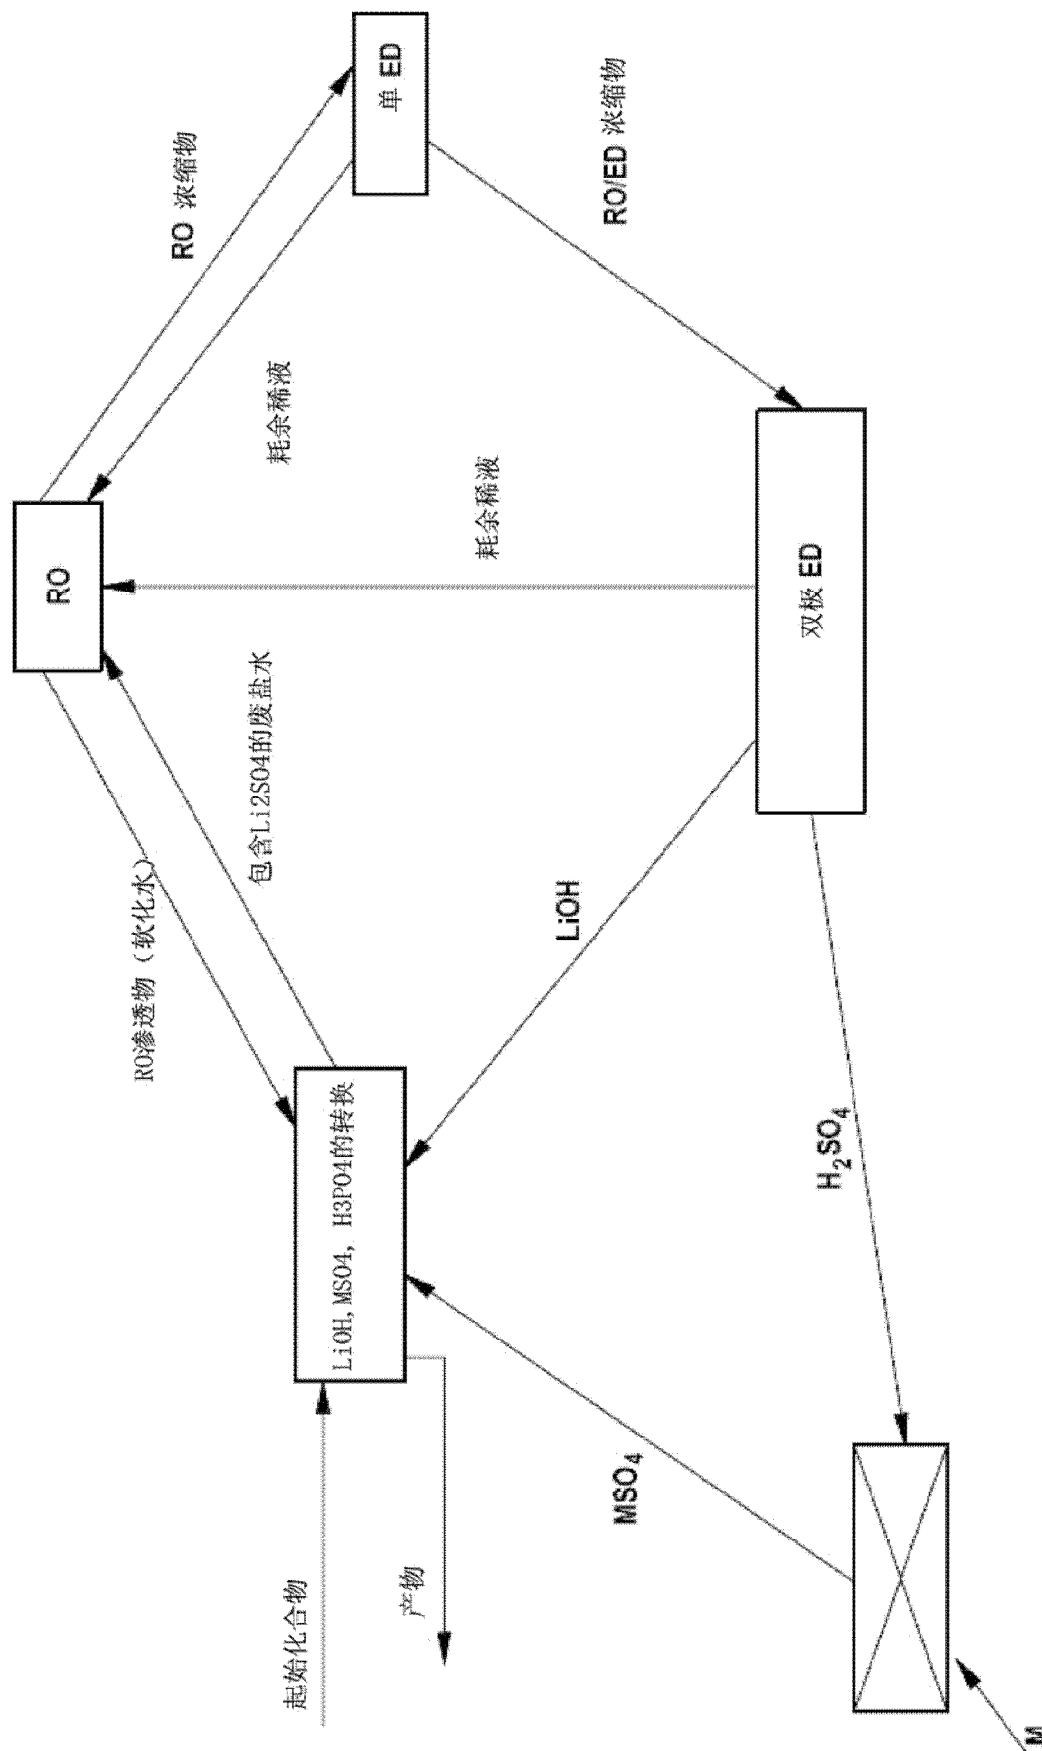 起始化合物
产物
LiOH,MSO4, H3PO4的转换
RO渗透物（软化水）
包含Li2SO4的废盐水
RO
RO 浓缩物
单 ED
耗余稀液
耗余稀液
RO/ED 浓缩物
双极 ED
LiOH
H2SO4
MSO4
M